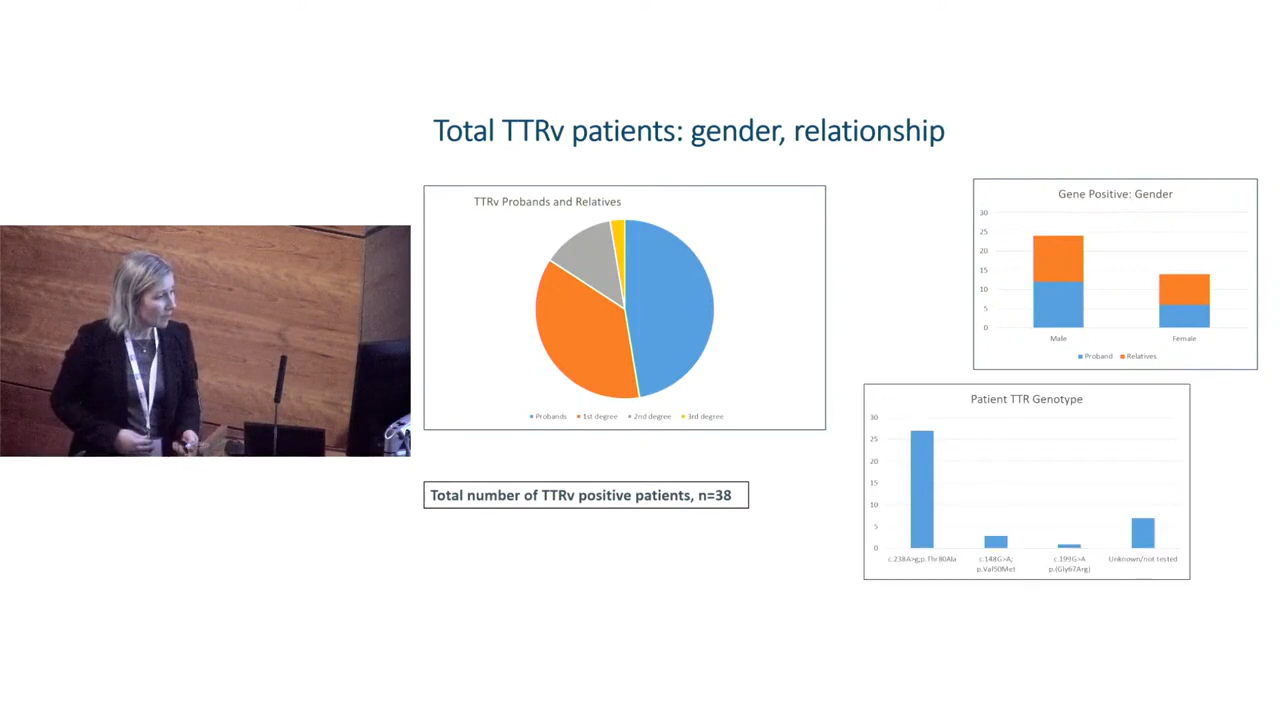 Total TTRv patients: gender, relationship
TTRv Probands and Relatives
Probands 1st degree 2nd degree 3rd degree
Total number of TTRv positive patients, n=38
Gene Positive: Gender
30
25
20
15
10
5
0
Male Female
Proband Relatives
Patient TTR Genotype
30
25
20
15
10
5
0
c.238A>g;p.Thr80Ala c.148G>A; c.199G>A Unknown/not tested
p.Val50Met p.(Gly67Arg)